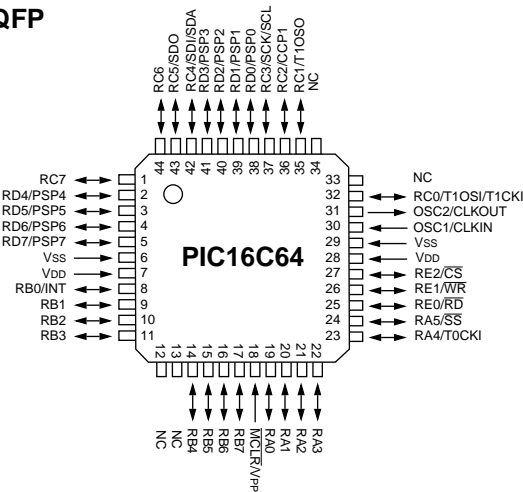 QFP
RC6
RC5/SDO
RC4/SDI/SDA
RD3/PSP3
RD2/PSP2
RD1/PSP1
RD0/PSP0
RC3/SCK/SCL
RC2/CCP1
RC1/T1OSO
NC
44
43
42
41
40
39
38
37
36
35
34
RC7 1
RD4/PSP4 2
RD5/PSP5 3
RD6/PSP6 4
RD7/PSP7 5
VSS 6
VDD 7
RB0/INT 8
RB1 9
RB2 10
RB3 11
PIC16C64
33 NC
32 RC0/T1OSI/T1CKI
31 OSC2/CLKOUT
30 OSC1/CLKIN
29 VSS
28 VDD
27 RE2/CS
26 RE1/WR
25 RE0/RD
24 RA5/SS
23 RA4/T0CKI
12
13
14
15
16
17
18
19
20
21
22
NC
NC
RB4
RB5
RB6
RB7
MCLR/VPP
RA0
RA1
RA2
RA3